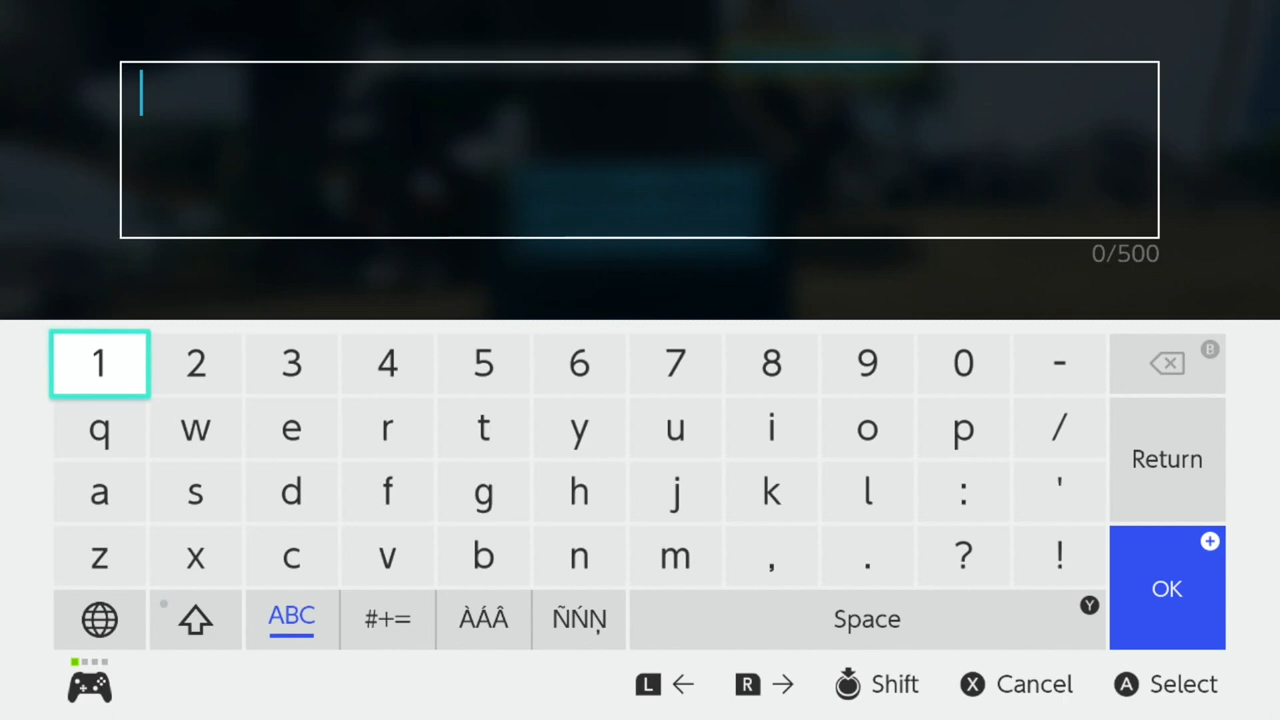 0/500
1 2 3 4 5 6 7 8 9 0 - B
q w e r t y u i o p /
Return
a s d f g h j k l : '
z x c v b n m , . ? ! +
OK
ABC #+= ÀÁÂ ÑŃŅ Space Y
L ← R → Shift X Cancel A Select